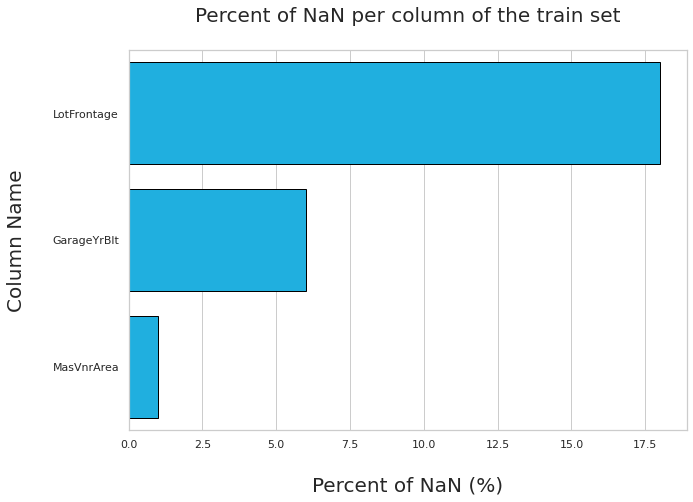 Percent of NaN per column of the train set
Column Name
LotFrontage
GarageYrBlt
MasVnrArea
0.0 2.5 5.0 7.5 10.0 12.5 15.0 17.5
Percent of NaN (%)